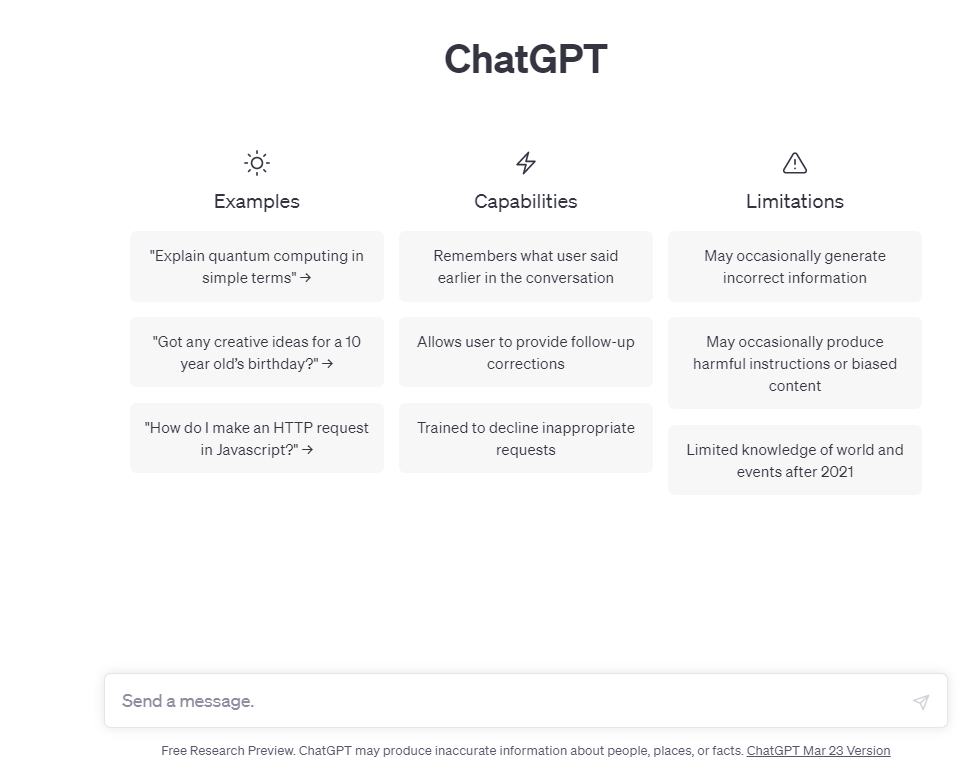 ChatGPT
Examples
"Explain quantum computing in
simple terms" →
"Got any creative ideas for a 10
year old’s birthday?" →
"How do I make an HTTP request
in Javascript?" →
Capabilities
Remembers what user said
earlier in the conversation
Allows user to provide follow-up
corrections
Trained to decline inappropriate
requests
Limitations
May occasionally generate
incorrect information
May occasionally produce
harmful instructions or biased
content
Limited knowledge of world and
events after 2021
Send a message.
Free Research Preview. ChatGPT may produce inaccurate information about people, places, or facts. ChatGPT Mar 23 Version